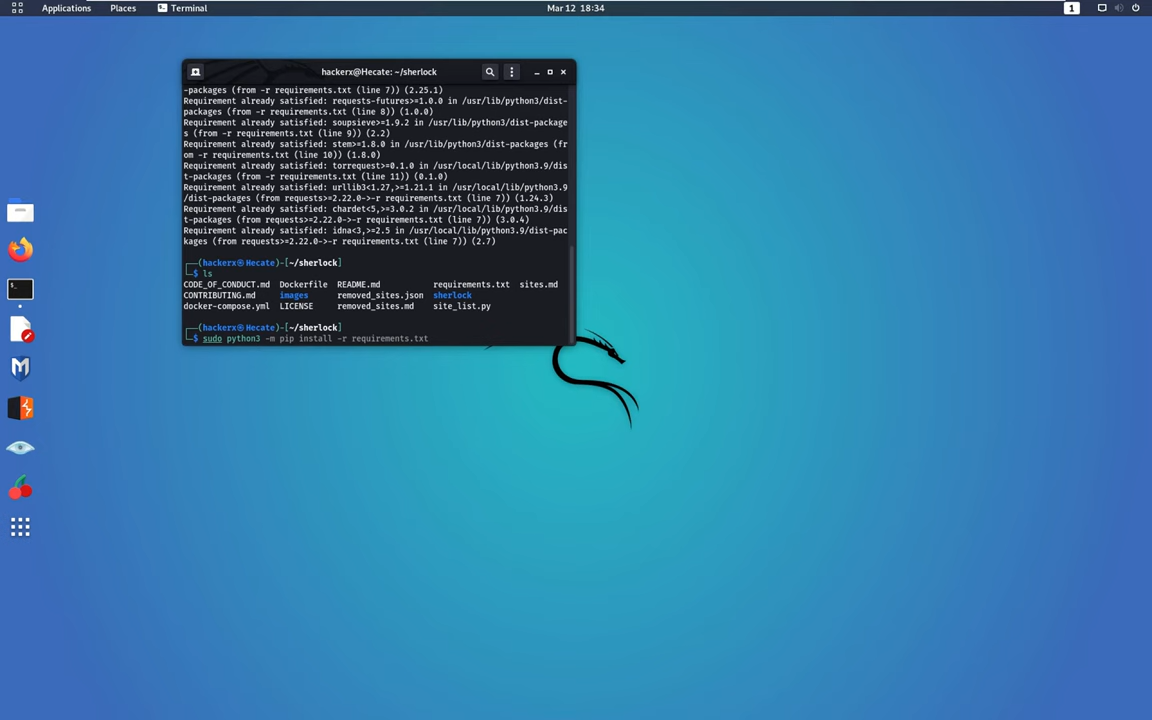 Applications Places Terminal Mar 12 18:34 1
hackerx@Hecate: ~/sherlock
-packages (from -r requirements.txt (line 7)) (2.25.1)
Requirement already satisfied: requests-futures>=1.0.0 in /usr/lib/python3/dist-
packages (from -r requirements.txt (line 8)) (1.0.0)
Requirement already satisfied: soupsieve>=1.9.2 in /usr/lib/python3/dist-package
s (from -r requirements.txt (line 9)) (2.2)
Requirement already satisfied: stem>=1.8.0 in /usr/lib/python3/dist-packages (fr
om -r requirements.txt (line 10)) (1.8.0)
Requirement already satisfied: torrequest>=0.1.0 in /usr/local/lib/python3.9/dis
t-packages (from -r requirements.txt (line 11)) (0.1.0)
Requirement already satisfied: urllib3<1.27,>=1.21.1 in /usr/local/lib/python3.9
/dist-packages (from requests>=2.22.0->-r requirements.txt (line 7)) (1.24.3)
Requirement already satisfied: chardet<5,>=3.0.2 in /usr/local/lib/python3.9/dis
t-packages (from requests>=2.22.0->-r requirements.txt (line 7)) (3.0.4)
Requirement already satisfied: idna<3,>=2.5 in /usr/local/lib/python3.9/dist-pac
kages (from requests>=2.22.0->-r requirements.txt (line 7)) (2.7)
┌──(hackerx㉿Hecate)-[~/sherlock]
└─$ ls
CODE_OF_CONDUCT.md Dockerfile README.md requirements.txt sites.md
CONTRIBUTING.md images removed_sites.json sherlock
docker-compose.yml LICENSE removed_sites.md site_list.py
┌──(hackerx㉿Hecate)-[~/sherlock]
└─$ sudo python3 -m pip install -r requirements.txt